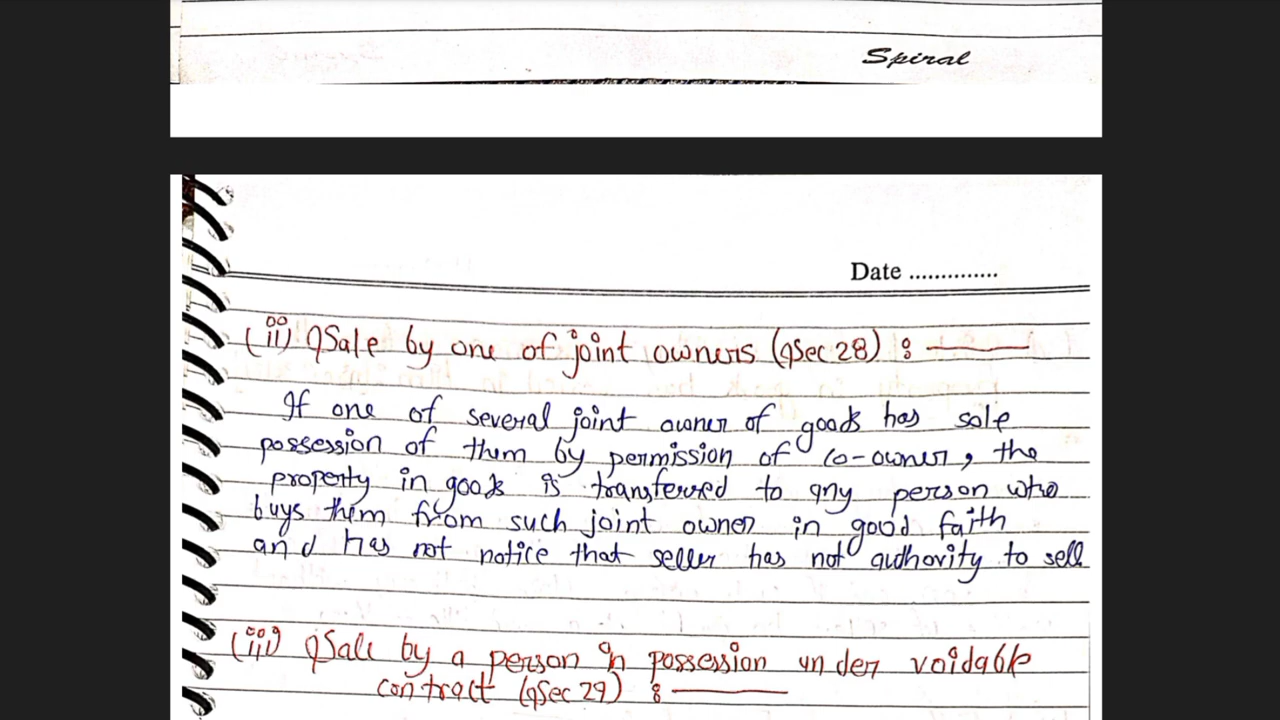 Spiral
Date ..............
(ii) Sale by one of joint owners (Sec 28) : ——
If one of several joint owner of goods has sole
possession of them by permission of co-owner, the
property in goods is transferred to any person who
buys them from such joint owner in good faith
and has not notice that seller has not authority to sell
(iii) Sale by a person in possession under voidable
contract (Sec 29) : ——